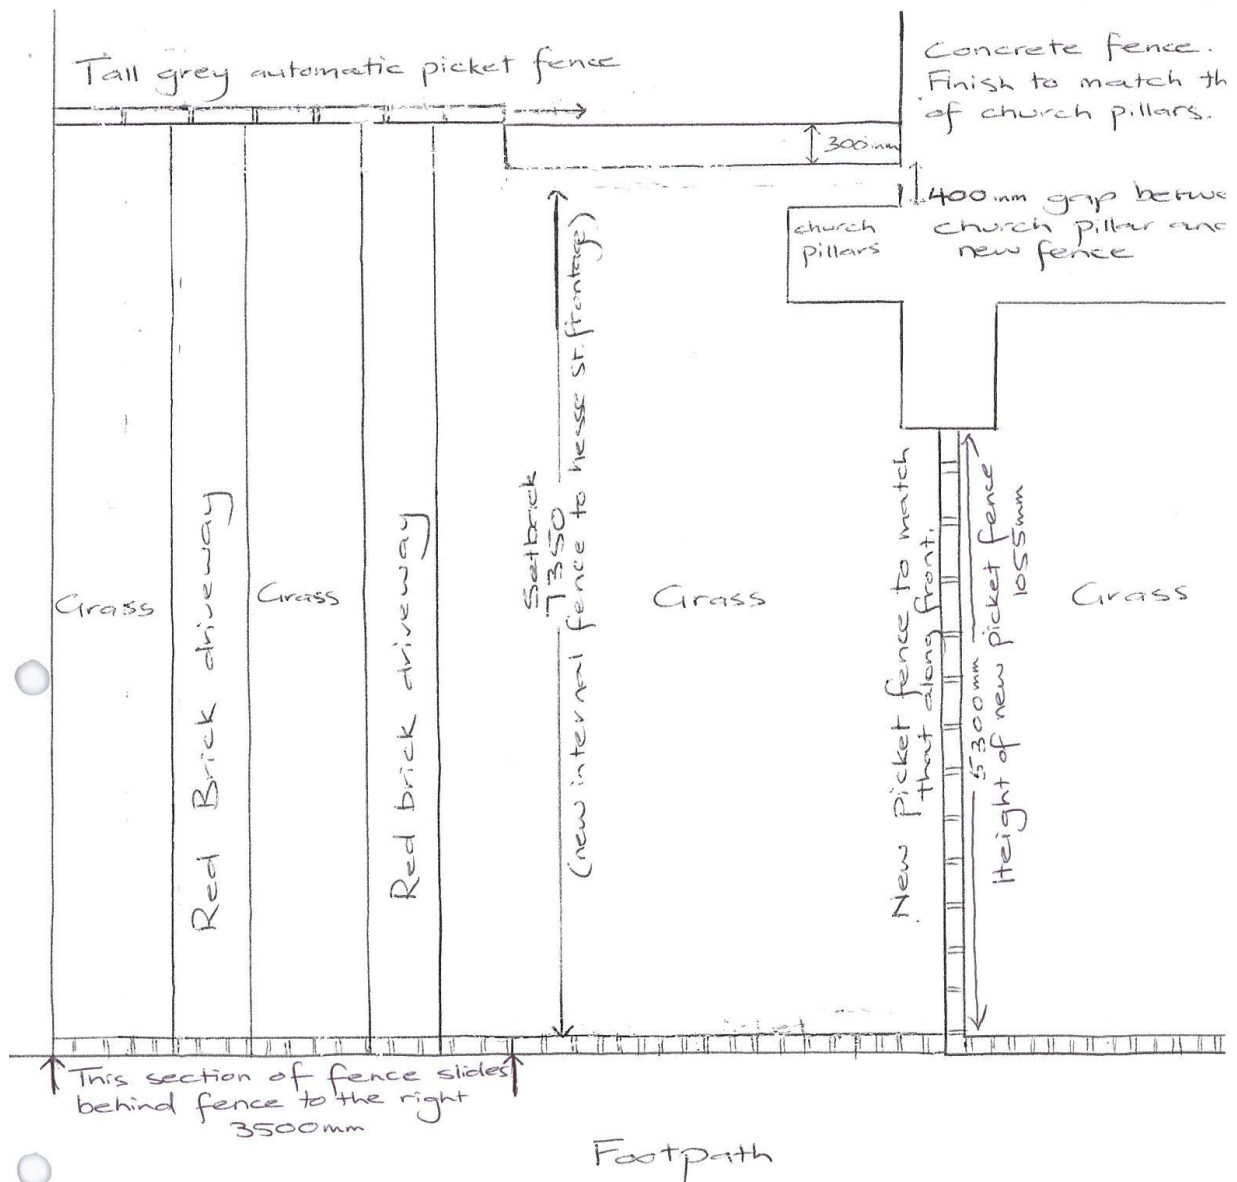 Tall grey automatic picket fence
Concrete fence.
Finish to match th
of church pillars.
300mm
400mm gap betwe
church pillar and
new fence
church
pillars
Setbrick
7350
(new internal fence to hesse st. frontage)
New Picket fence to match
that along front.
5300mm
Height of new picket fence
1055mm
Grass
Red Brick driveway
Grass
Red brick driveway
Grass
Grass
This section of fence slides
behind fence to the right
3500mm
Footpath